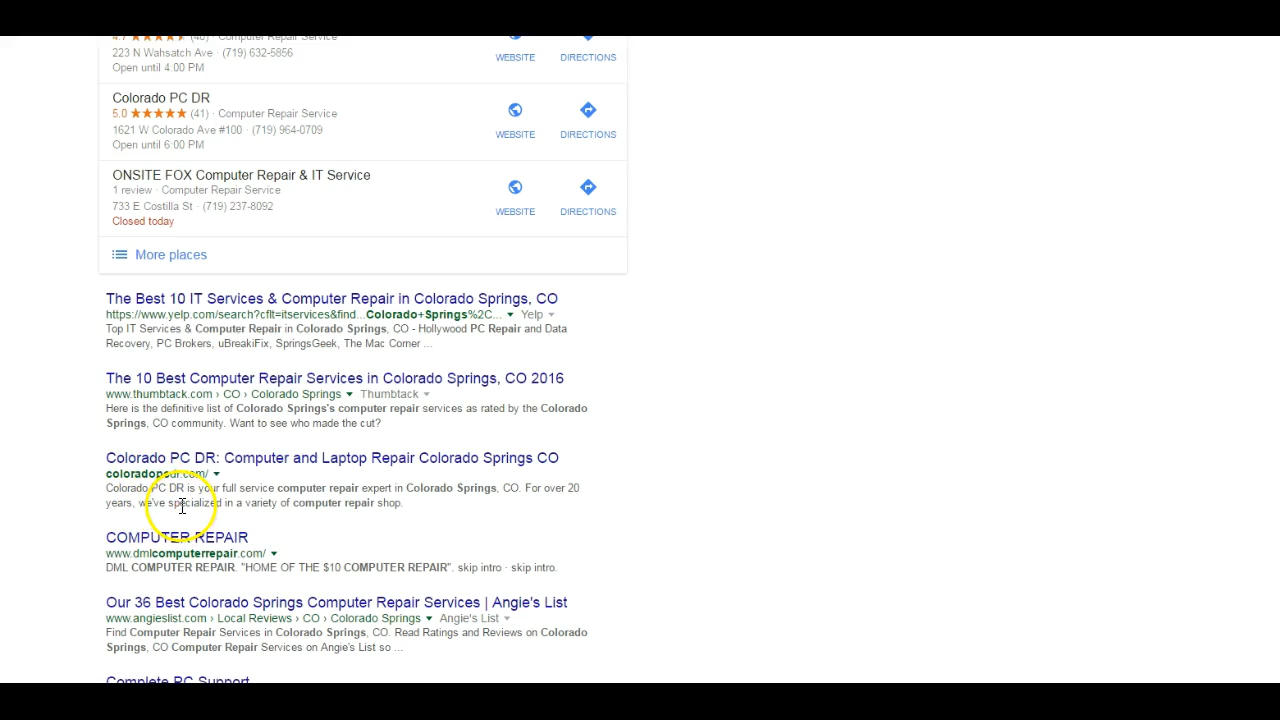 4.7 (40) · Computer Repair Service
223 N Wahsatch Ave · (719) 632-5856
Open until 4:00 PM
WEBSITE
DIRECTIONS
Colorado PC DR
5.0 ★★★★★ (41) · Computer Repair Service
1621 W Colorado Ave #100 · (719) 964-0709
Open until 6:00 PM
WEBSITE
DIRECTIONS
ONSITE FOX Computer Repair & IT Service
1 review · Computer Repair Service
733 E Costilla St · (719) 237-8092
Closed today
WEBSITE
DIRECTIONS
More places
The Best 10 IT Services & Computer Repair in Colorado Springs, CO
https://www.yelp.com/search?cflt=itservices&find...Colorado+Springs%2C... ▼ Yelp ▼
Top IT Services & Computer Repair in Colorado Springs, CO - Hollywood PC Repair and Data
Recovery, PC Brokers, uBreakiFix, SpringsGeek, The Mac Corner ...
The 10 Best Computer Repair Services in Colorado Springs, CO 2016
www.thumbtack.com › CO › Colorado Springs ▼ Thumbtack ▼
Here is the definitive list of Colorado Springs's computer repair services as rated by the Colorado
Springs, CO community. Want to see who made the cut?
Colorado PC DR: Computer and Laptop Repair Colorado Springs CO
coloradopcdr.com/ ▼
Colorado PC DR is your full service computer repair expert in Colorado Springs, CO. For over 20
years, we've specialized in a variety of computer repair shop.
COMPUTER REPAIR
www.dmlcomputerrepair.com/ ▼
DML COMPUTER REPAIR. "HOME OF THE $10 COMPUTER REPAIR". skip intro · skip intro.
Our 36 Best Colorado Springs Computer Repair Services | Angie's List
www.angieslist.com › Local Reviews › CO › Colorado Springs ▼ Angie's List ▼
Find Computer Repair Services in Colorado Springs, CO. Read Ratings and Reviews on Colorado
Springs, CO Computer Repair Services on Angie's List so ...
Complete PC Support